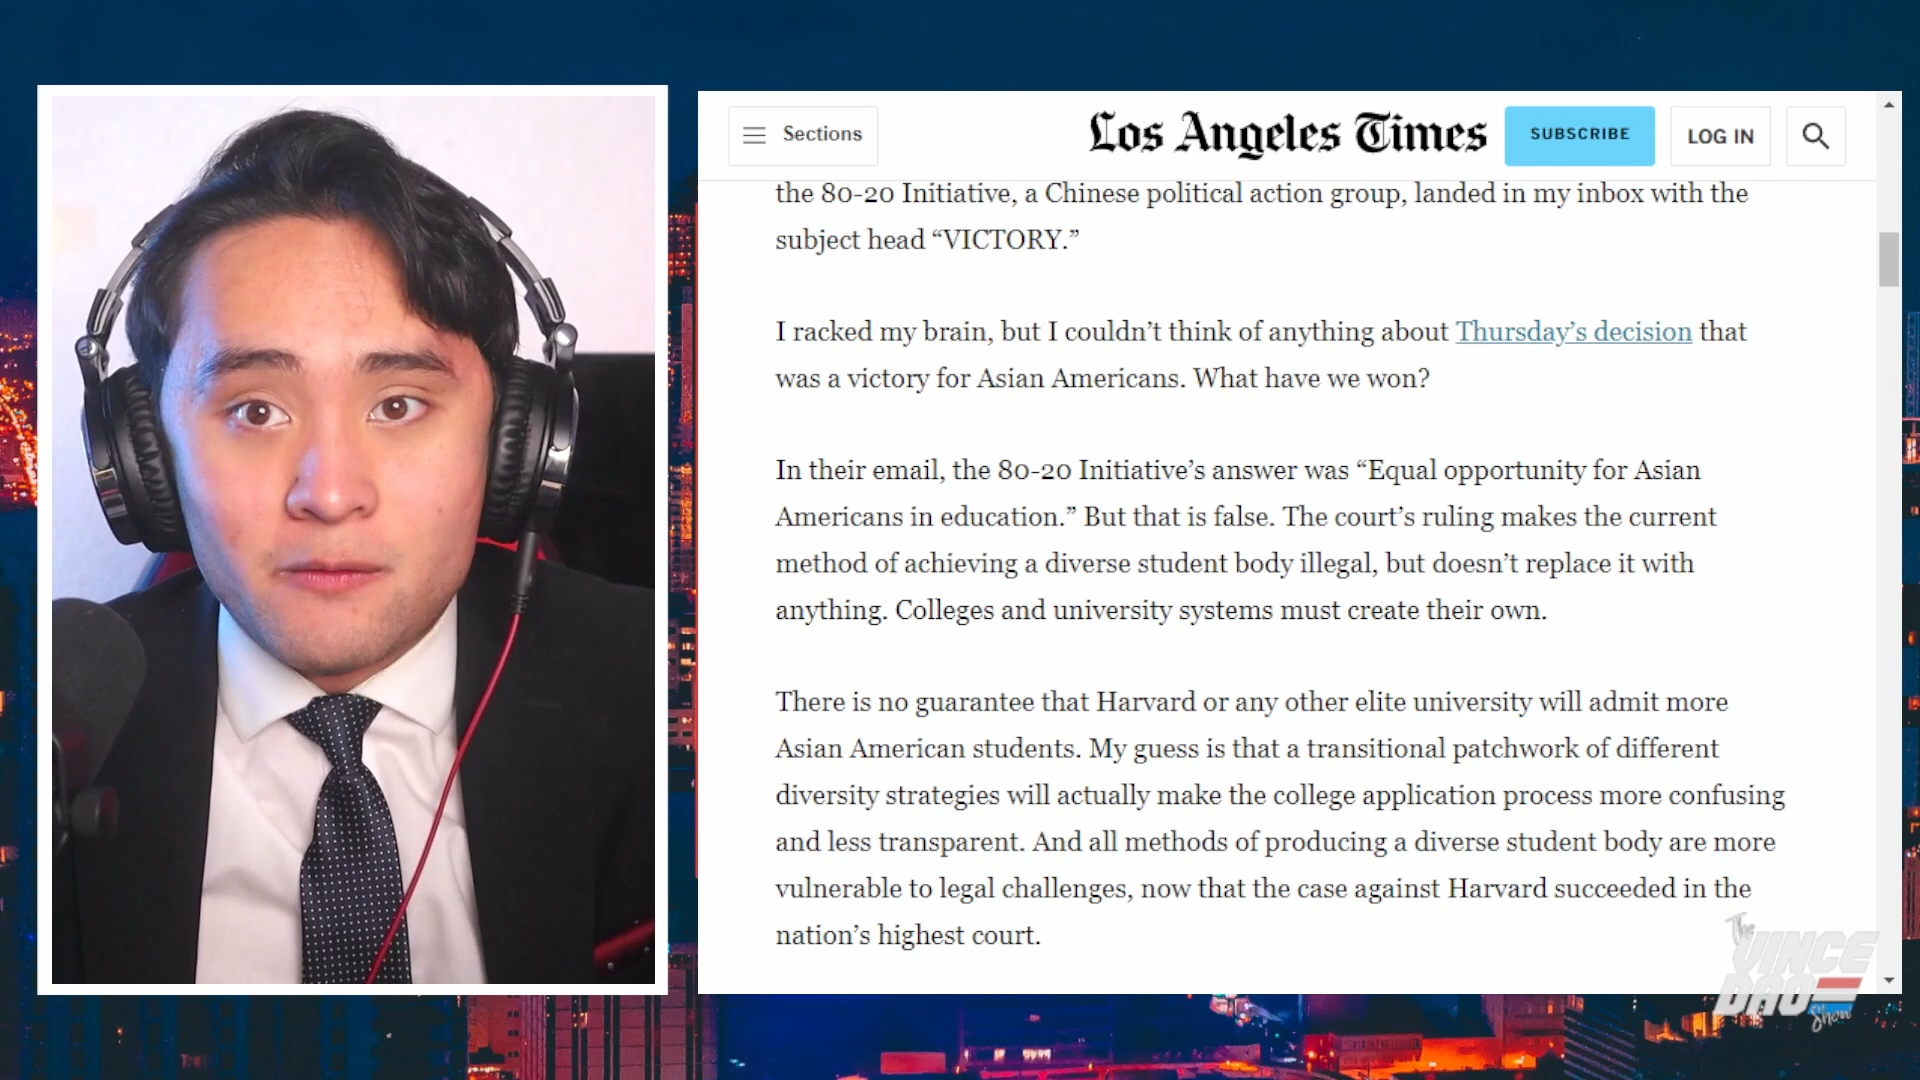 Sections
Los Angeles Times
SUBSCRIBE
LOG IN
the 80-20 Initiative, a Chinese political action group, landed in my inbox with the
subject head “VICTORY.”
I racked my brain, but I couldn’t think of anything about Thursday’s decision that
was a victory for Asian Americans. What have we won?
In their email, the 80-20 Initiative’s answer was “Equal opportunity for Asian
Americans in education.” But that is false. The court’s ruling makes the current
method of achieving a diverse student body illegal, but doesn’t replace it with
anything. Colleges and university systems must create their own.
There is no guarantee that Harvard or any other elite university will admit more
Asian American students. My guess is that a transitional patchwork of different
diversity strategies will actually make the college application process more confusing
and less transparent. And all methods of producing a diverse student body are more
vulnerable to legal challenges, now that the case against Harvard succeeded in the
nation’s highest court.
The
VINCE
DAO
Show